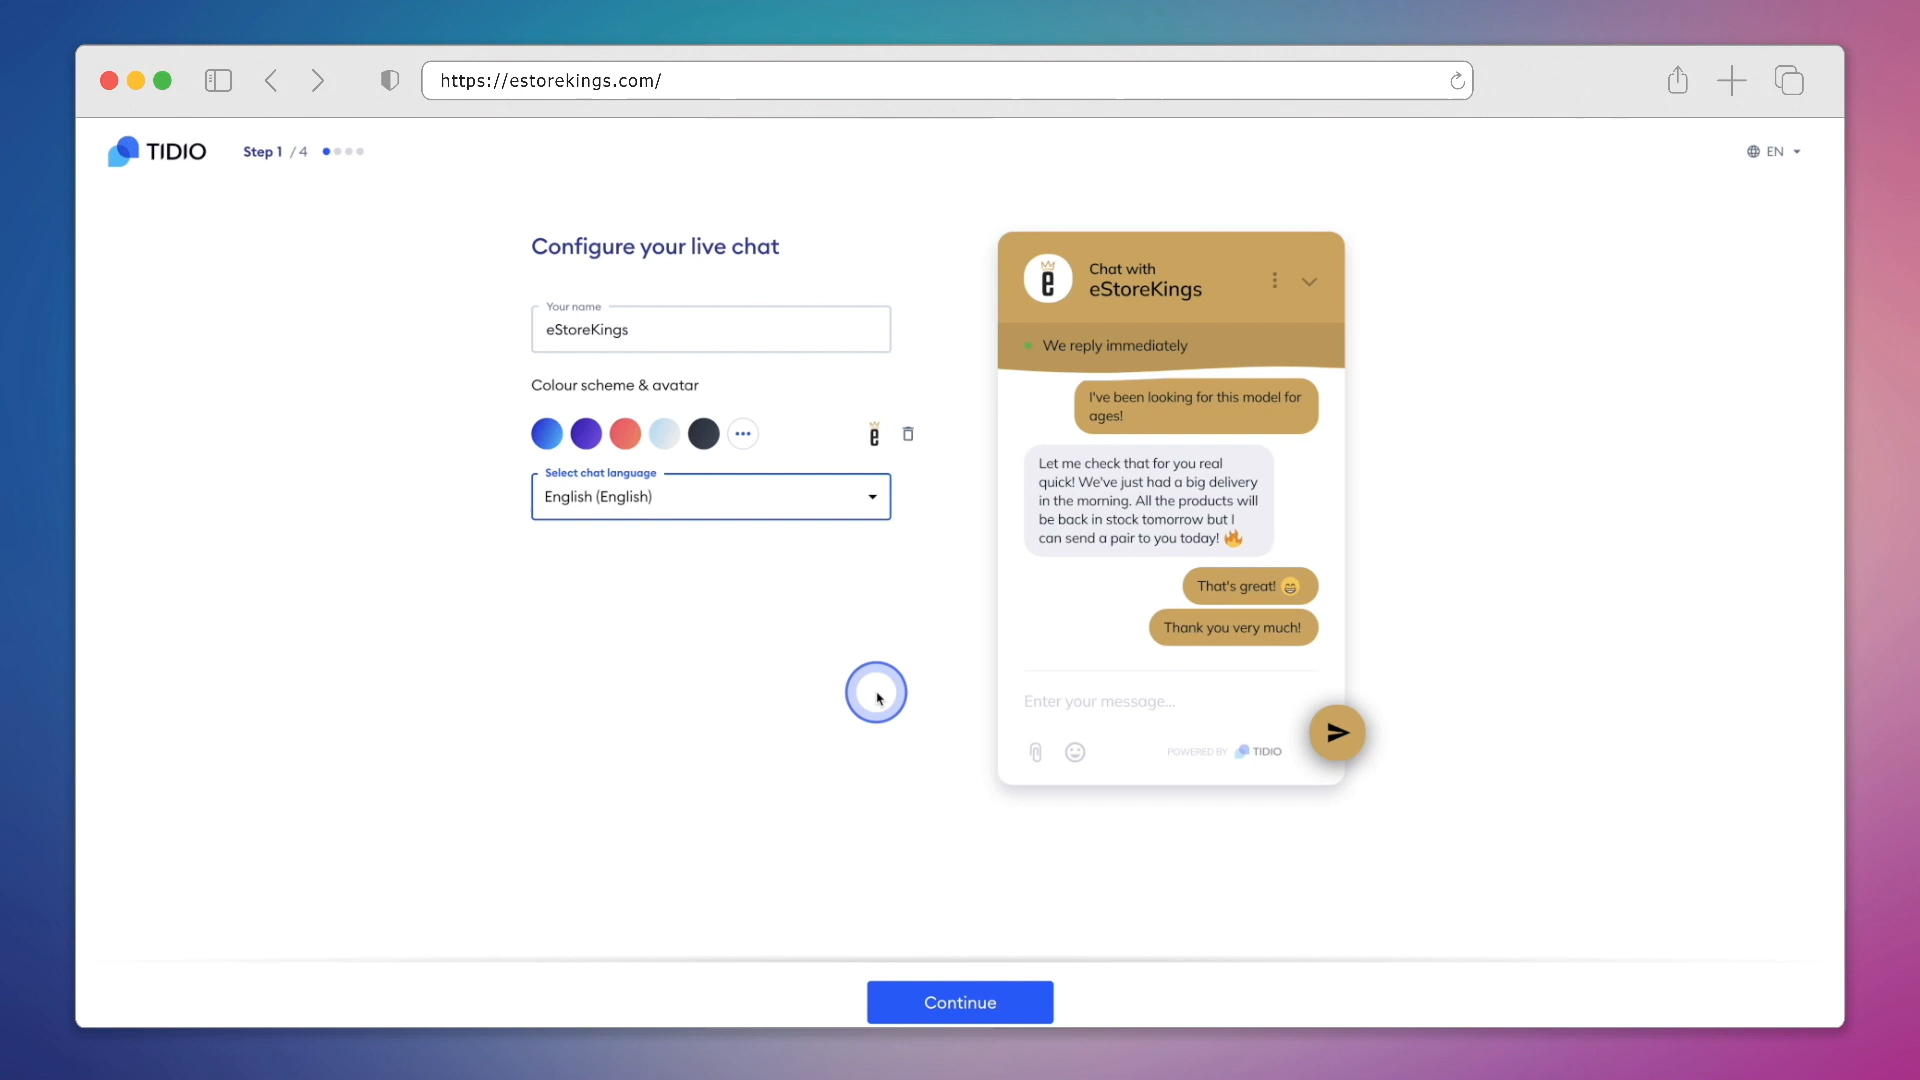 https://estorekings.com/
TIDIO
Step 1 / 4
EN
Configure your live chat
Your name
eStoreKings
Colour scheme & avatar
e
Select chat language
English (English)
e
Chat with
eStoreKings
We reply immediately
I've been looking for this model for
ages!
Let me check that for you real
quick! We've just had a big delivery
in the morning. All the products will
be back in stock tomorrow but I
can send a pair to you today!
That's great!
Thank you very much!
Enter your message...
POWERED BY TIDIO
Continue